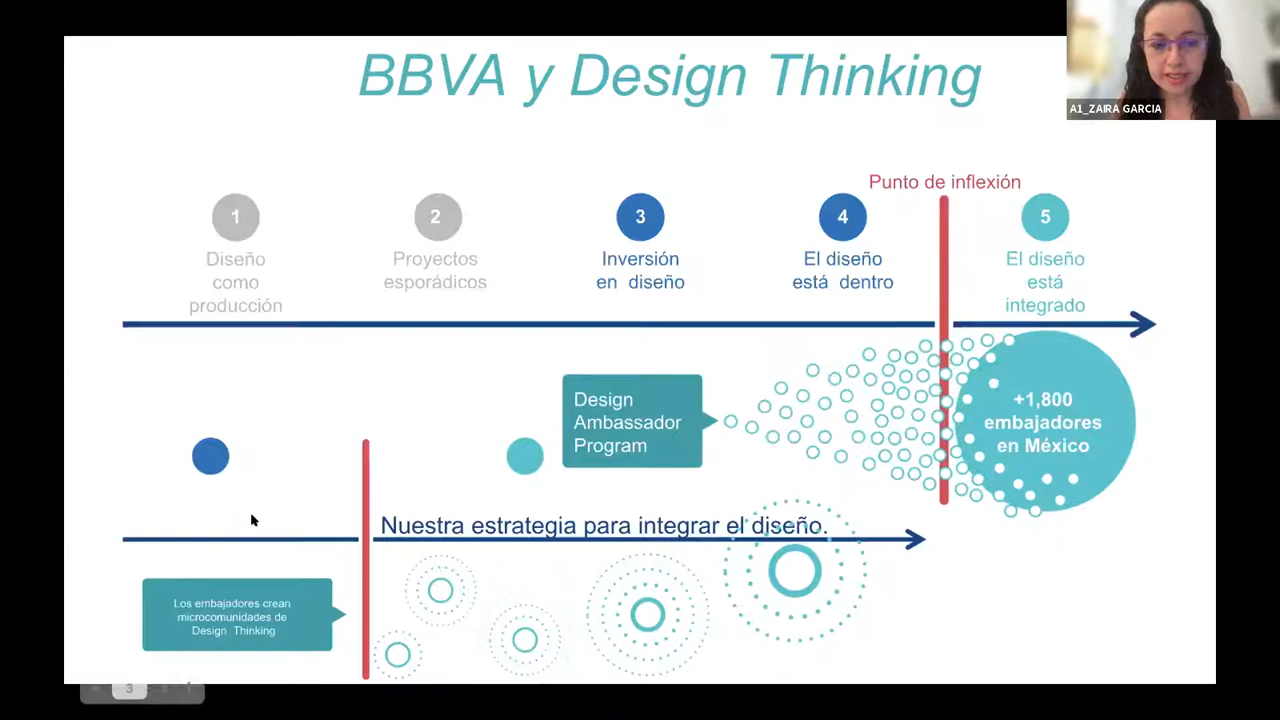 BBVA y Design Thinking
A1_ZAIRA GARCIA
Punto de inflexión
1
Diseño
como
producción
2
Proyectos
esporádicos
3
Inversión
en diseño
4
El diseño
está dentro
5
El diseño
está
integrado
Design
Ambassador
Program
+1,800
embajadores
en México
Nuestra estrategia para integrar el diseño.
Los embajadores crean
microcomunidades de
Design Thinking
3